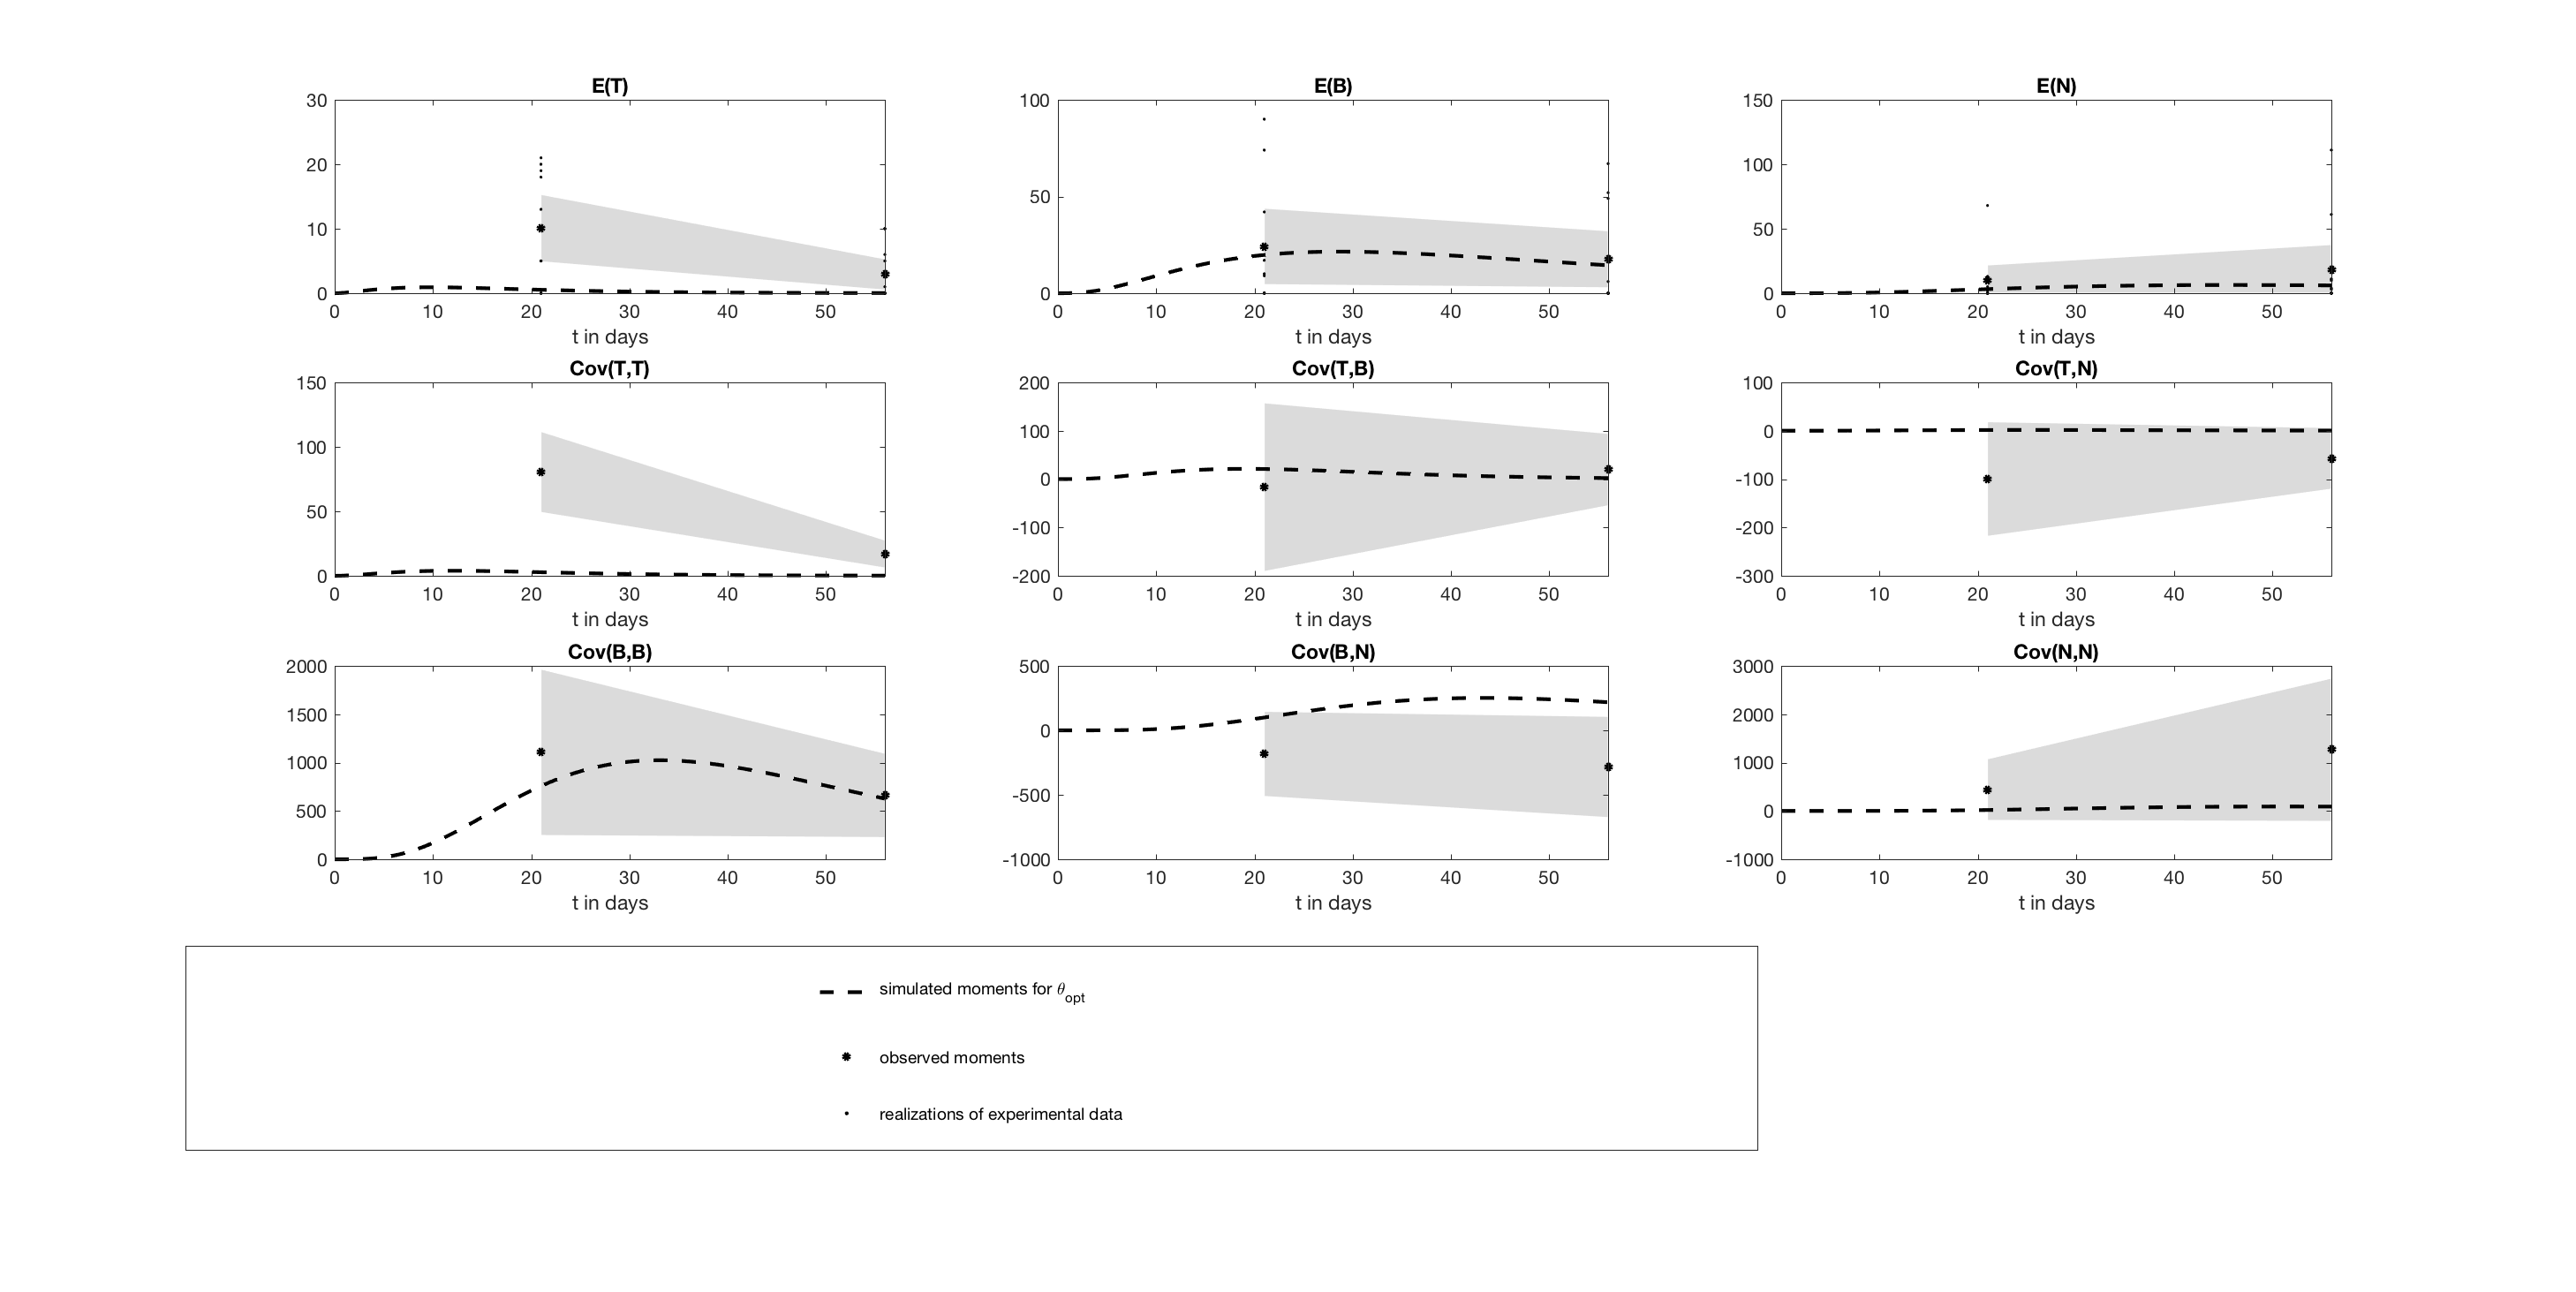 E(T)
30
20
10
0
0 10 20 30 40 50
t in days
E(B)
100
50
0
0 10 20 30 40 50
t in days
E(N)
150
100
50
0
0 10 20 30 40 50
t in days
Cov(T,T)
150
100
50
0
0 10 20 30 40 50
t in days
Cov(T,B)
200
100
0
-100
-200
0 10 20 30 40 50
t in days
Cov(T,N)
100
0
-100
-200
-300
0 10 20 30 40 50
t in days
Cov(B,B)
2000
1500
1000
500
0
0 10 20 30 40 50
t in days
Cov(B,N)
500
0
-500
-1000
0 10 20 30 40 50
t in days
Cov(N,N)
3000
2000
1000
0
-1000
0 10 20 30 40 50
t in days
simulated moments for θ_opt
observed moments
realizations of experimental data